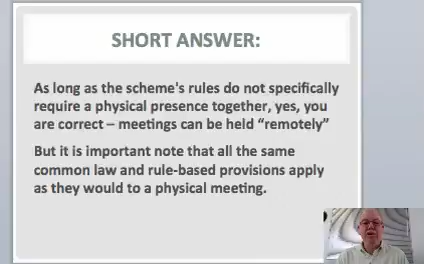 SHORT ANSWER:
As long as the scheme's rules do not specifically
require a physical presence together, yes, you
are correct – meetings can be held “remotely”
But it is important note that all the same
common law and rule-based provisions apply
as they would to a physical meeting.